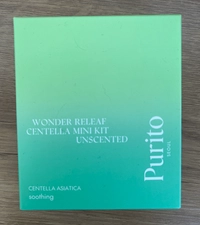 WONDER RELEAF
CENTELLA MINI KIT
UNSCENTED
Purito
SEOUL
CENTELLA ASIATICA
soothing